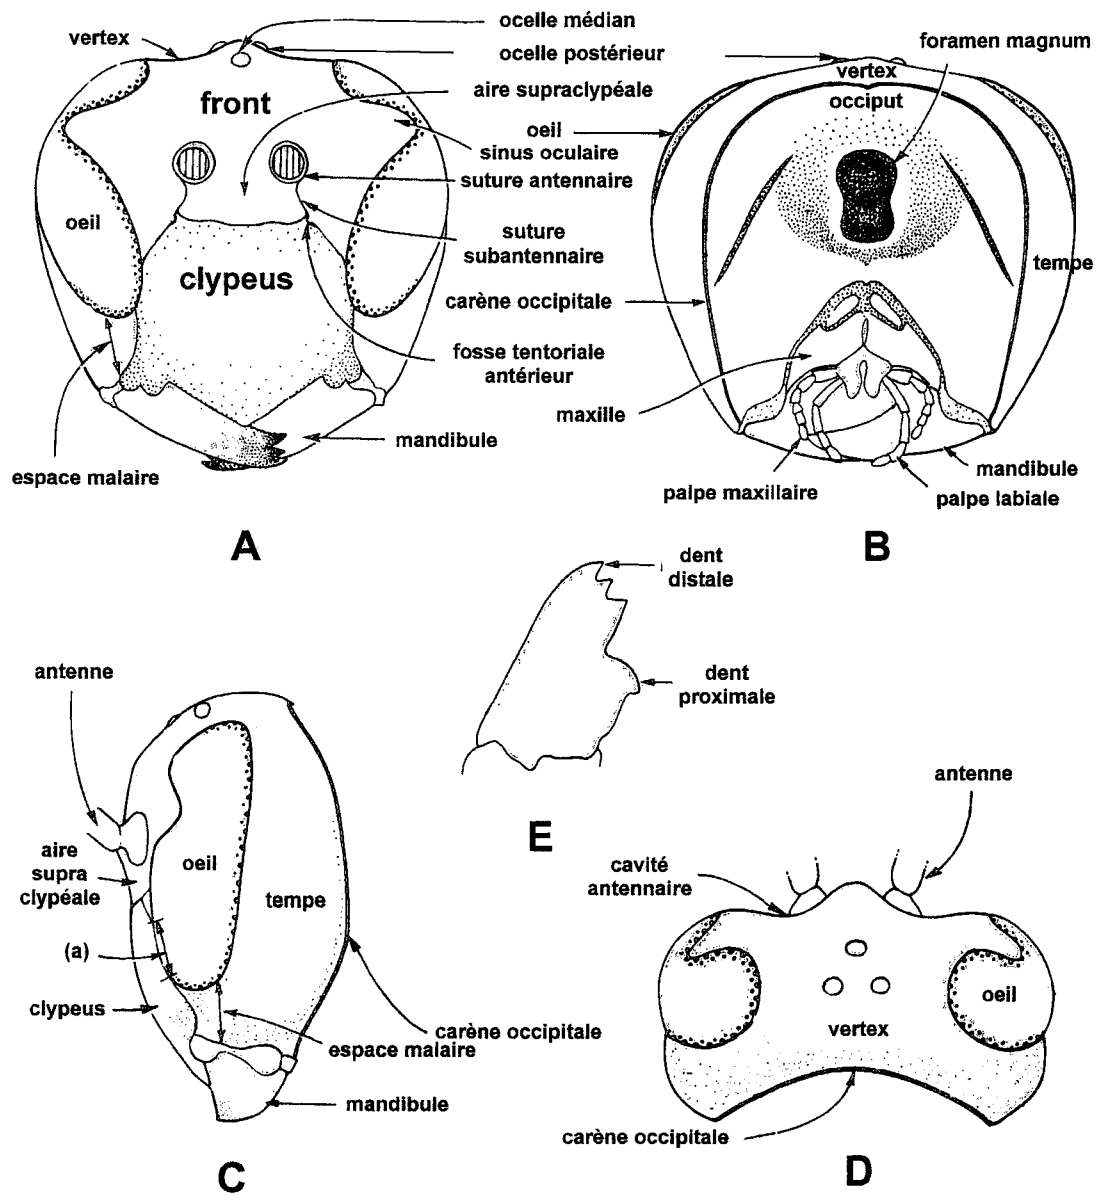 ocelle médian
vertex
ocelle postérieur
front
aire supraclypéale
oeil
sinus oculaire
suture antennaire
oeil
suture
subantennaire
clypeus
carène occipitale
fosse tentoriale
antérieur
maxille
mandibule
espace malaire
A
foramen magnum
vertex
occiput
tempe
mandibule
palpe maxillaire
palpe labiale
B
dent
distale
dent
proximale
E
antenne
oeil
aire
supra
clypéale
tempe
(a)
clypeus
carène occipitale
espace malaire
mandibule
C
antenne
cavité
antennaire
oeil
vertex
carène occipitale
D